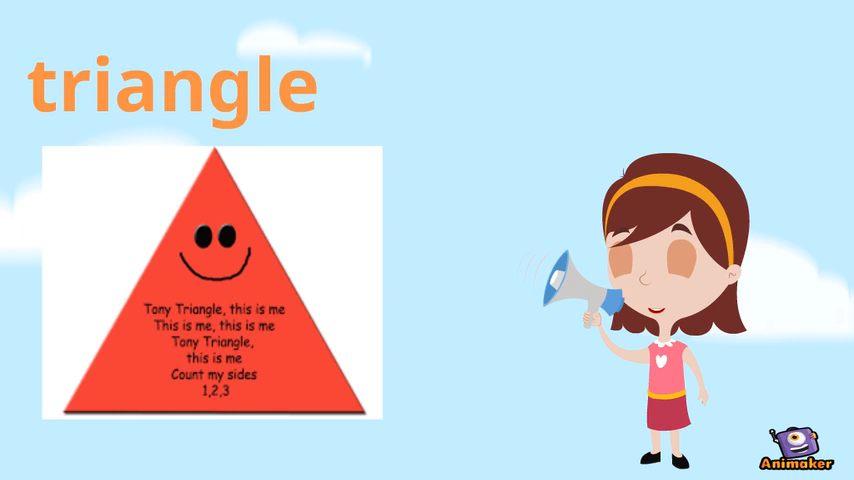 triangle
Tony Triangle, this is me
This is me, this is me
Tony Triangle,
this is me
Count my sides
1,2,3
Animaker